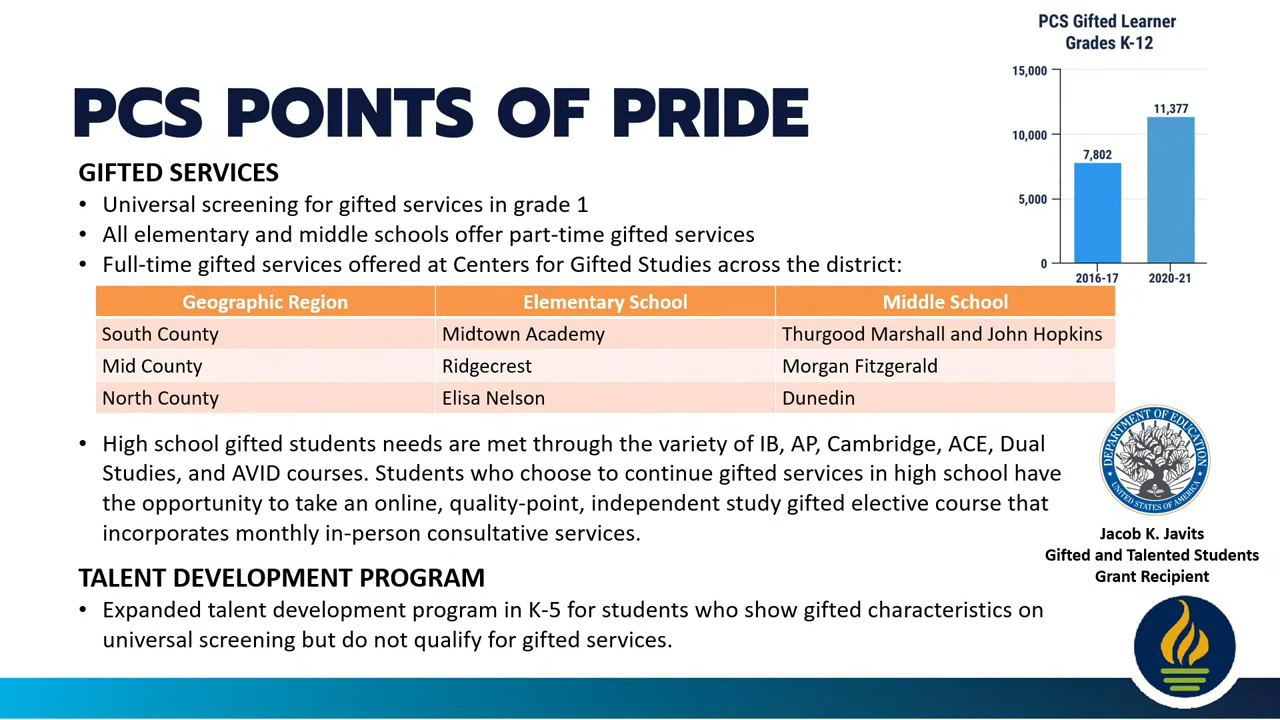 PCS Gifted Learner
Grades K-12
15,000
10,000
5,000
0
7,802
11,377
2016-17
2020-21
PCS POINTS OF PRIDE
GIFTED SERVICES
• Universal screening for gifted services in grade 1
• All elementary and middle schools offer part-time gifted services
• Full-time gifted services offered at Centers for Gifted Studies across the district:
Geographic Region Elementary School Middle School
South County Midtown Academy Thurgood Marshall and John Hopkins
Mid County Ridgecrest Morgan Fitzgerald
North County Elisa Nelson Dunedin
• High school gifted students needs are met through the variety of IB, AP, Cambridge, ACE, Dual
Studies, and AVID courses. Students who choose to continue gifted services in high school have
the opportunity to take an online, quality-point, independent study gifted elective course that
incorporates monthly in-person consultative services.
DEPARTMENT OF EDUCATION
UNITED STATES OF AMERICA
Jacob K. Javits
Gifted and Talented Students
Grant Recipient
TALENT DEVELOPMENT PROGRAM
• Expanded talent development program in K-5 for students who show gifted characteristics on
universal screening but do not qualify for gifted services.